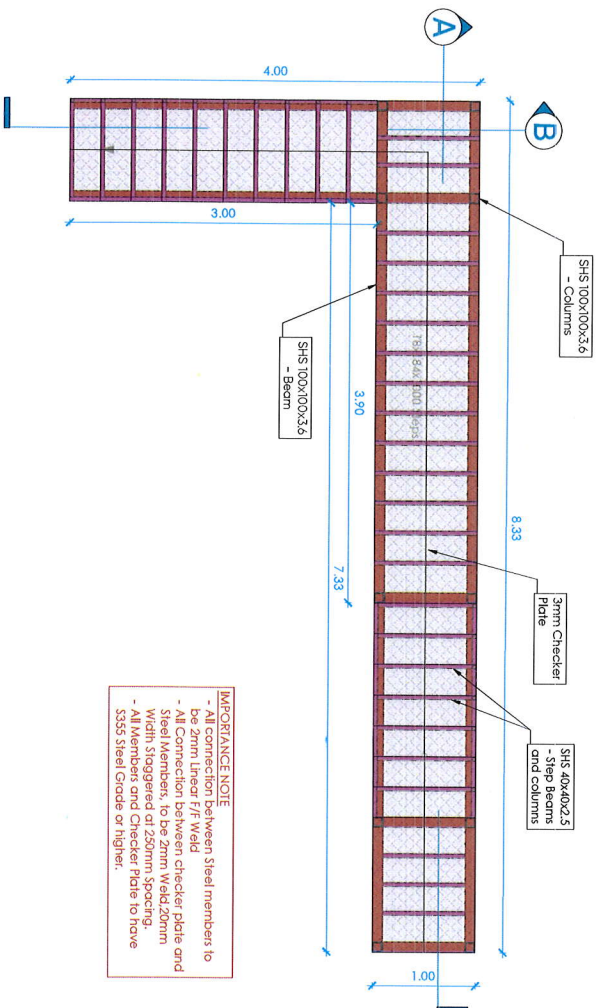 A
B
4.00
3.00
8.33
7.33
3.90
1.00
SHS 100x100x3.6
- Columns
SHS 100x100x3.6
- Beam
3mm Checker
Plate
SHS 40x40x2.5
- Step Beams
and columns
IMPORTANCE NOTE
- All connection between Steel members to
be 2mm Linear F/F Weld
- All Connection between checker plate and
Steel Members, to be 2mm Weld,20mm
Width Staggered at 250mm Spacing.
- All Members and Checker Plate to have
S355 Steel Grade or higher.